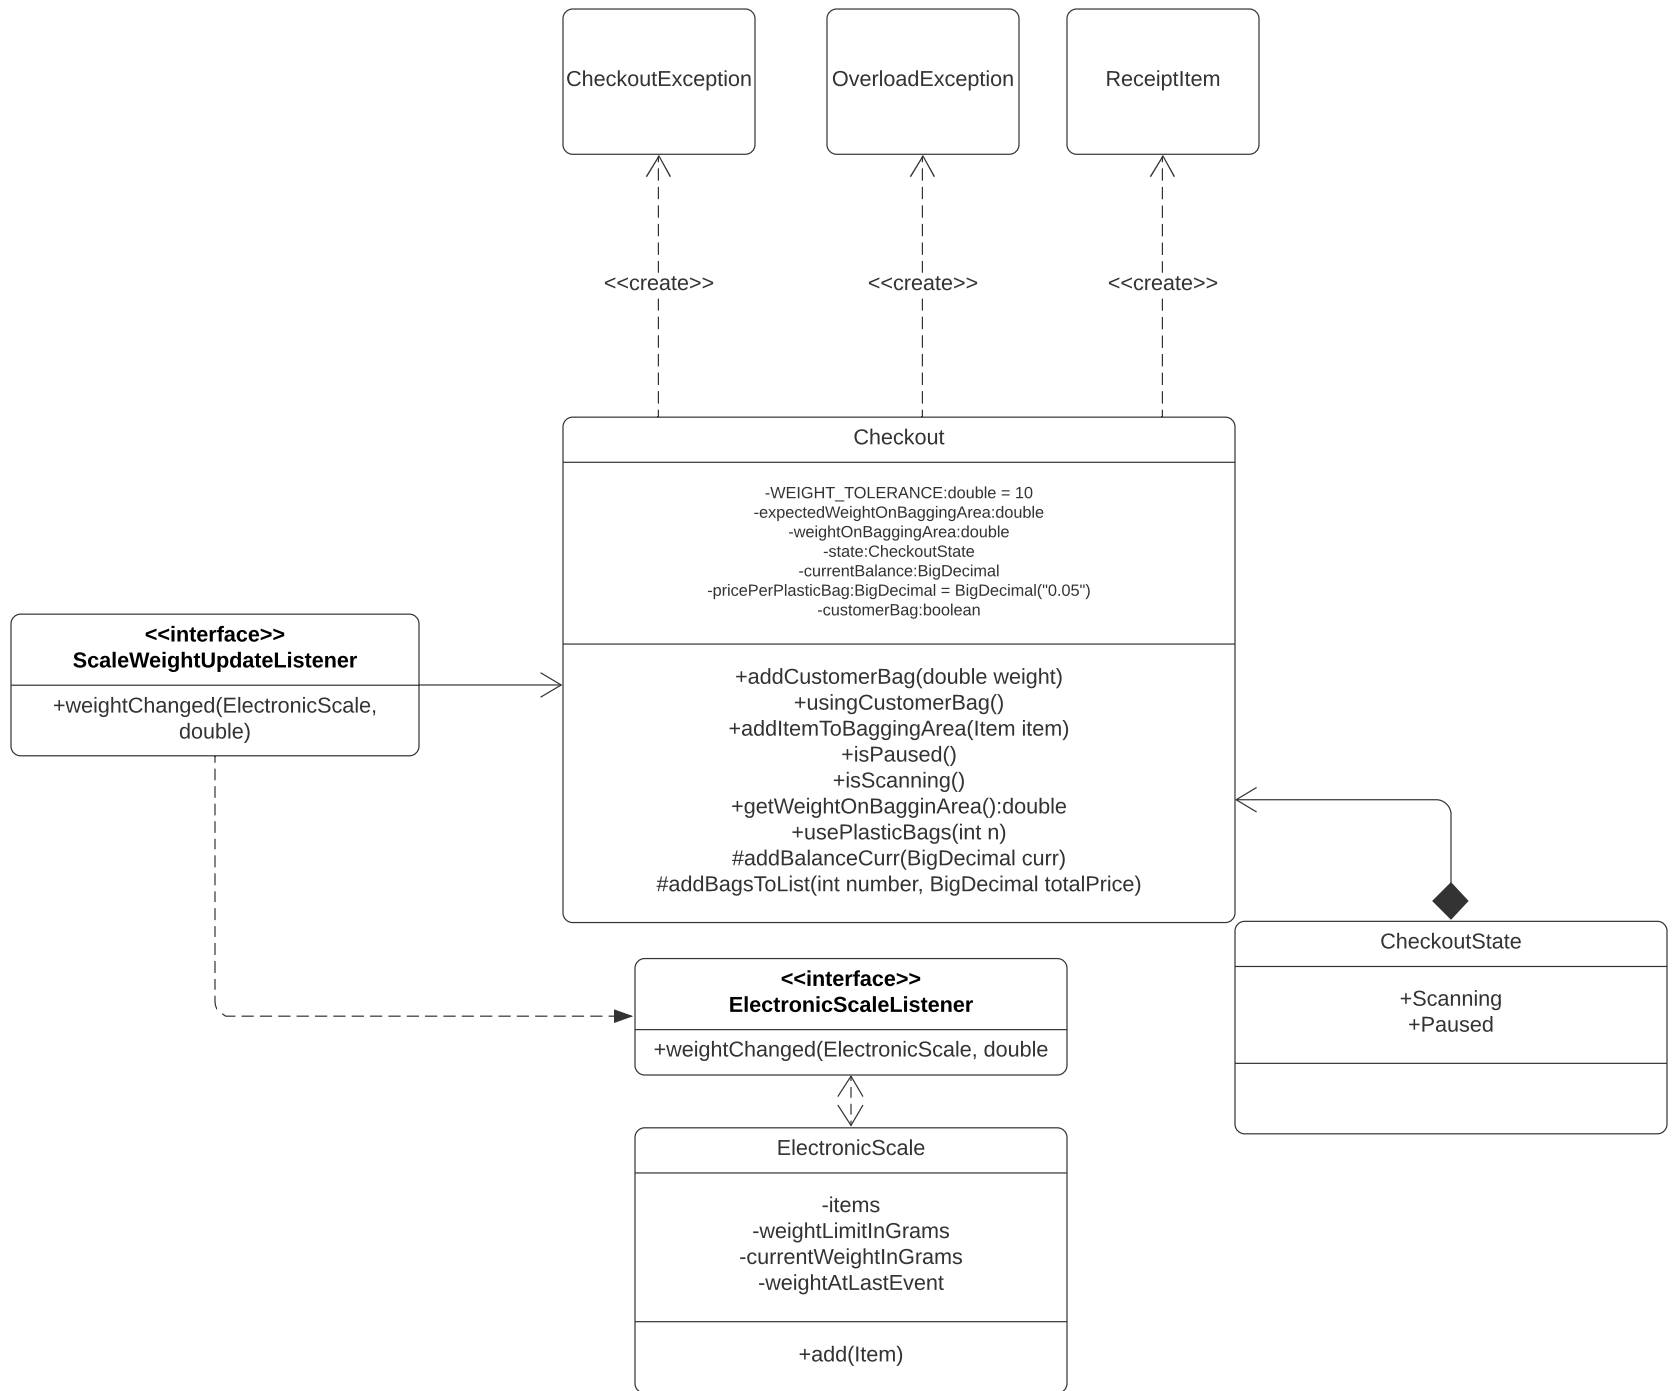 CheckoutException
OverloadException
ReceiptItem
<<create>>
<<create>>
<<create>>
Checkout
-WEIGHT_TOLERANCE:double = 10
-expectedWeightOnBaggingArea:double
-weightOnBaggingArea:double
-state:CheckoutState
-currentBalance:BigDecimal
-pricePerPlasticBag:BigDecimal = BigDecimal("0.05")
-customerBag:boolean
+addCustomerBag(double weight)
+usingCustomerBag()
+addItemToBaggingArea(Item item)
+isPaused()
+isScanning()
+getWeightOnBagginArea():double
+usePlasticBags(int n)
#addBalanceCurr(BigDecimal curr)
#addBagsToList(int number, BigDecimal totalPrice)
<<interface>>
ScaleWeightUpdateListener
+weightChanged(ElectronicScale,
double)
<<interface>>
ElectronicScaleListener
+weightChanged(ElectronicScale, double
CheckoutState
+Scanning
+Paused
ElectronicScale
-items
-weightLimitInGrams
-currentWeightInGrams
-weightAtLastEvent
+add(Item)